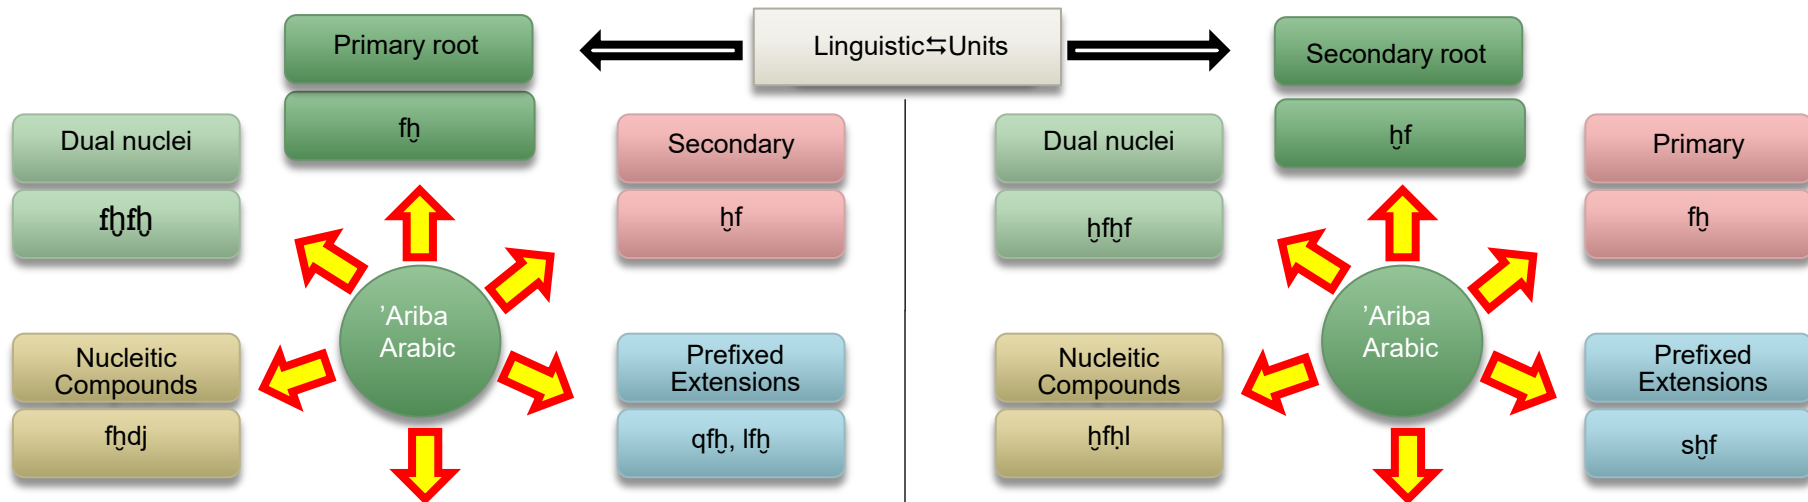 Linguistic⇆Units
Primary root
fḫ
Dual nuclei
fḫfḫ
Secondary
ḫf
’Ariba
Arabic
Nucleitic
Compounds
fḫdj
Prefixed
Extensions
qfḫ, lfḫ
Secondary root
ḫf
Dual nuclei
ḫfḫf
Primary
fḫ
’Ariba
Arabic
Nucleitic
Compounds
ḫfḥl
Prefixed
Extensions
sḫf